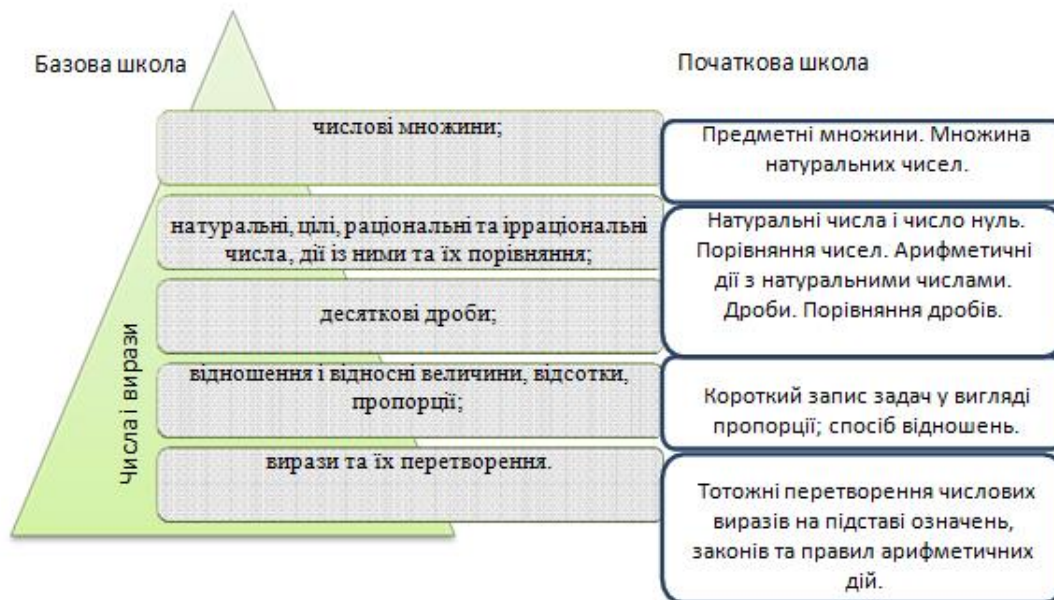 Базова школа
Початкова школа
числові множини;
Предметні множини. Множина
натуральних чисел.
натуральні, цілі, раціональні та ірраціональні
числа, дії із ними та їх порівняння;
Натуральні числа і число нуль.
Порівняння чисел. Арифметичні
дії з натуральними числами.
Дроби. Порівняння дробів.
десяткові дроби;
відношення і відносні величини, відсотки,
пропорції;
Короткий запис задач у вигляді
пропорції; спосіб відношень.
вирази та їх перетворення.
Тотожні перетворення числових
виразів на підставі означень,
законів та правил арифметичних
дій.
Числа і вирази